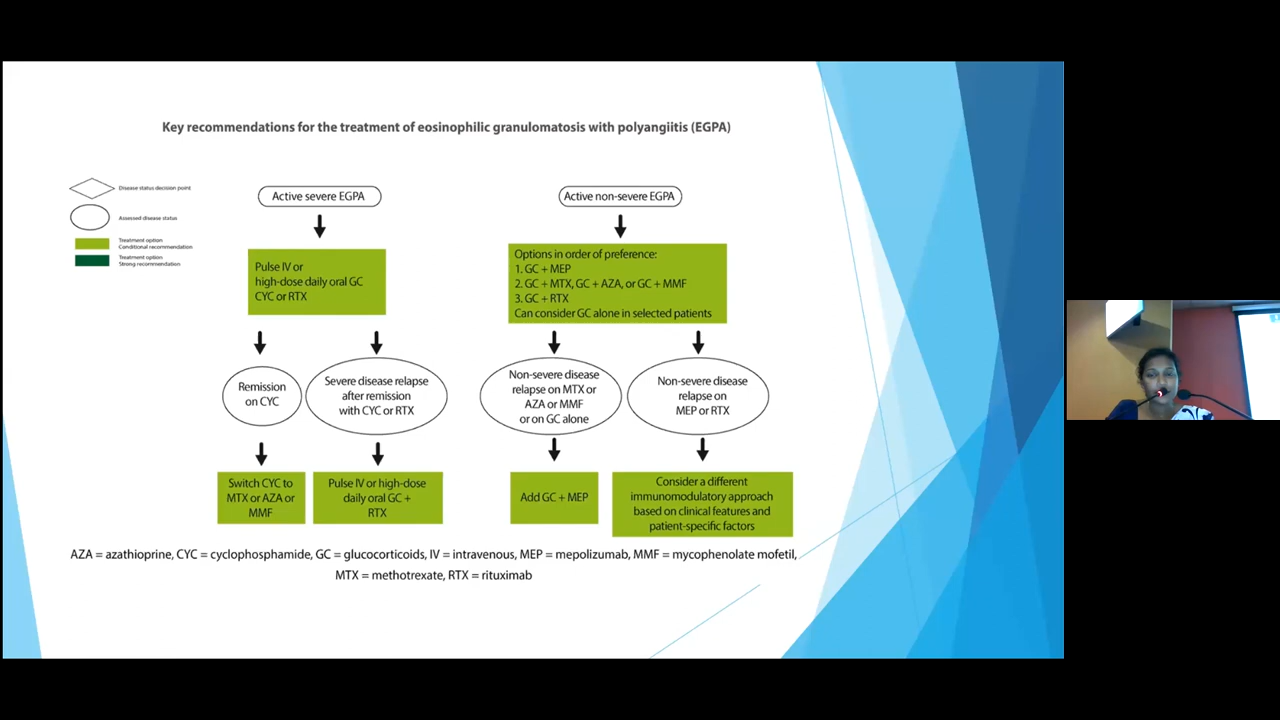 Key recommendations for the treatment of eosinophilic granulomatosis with polyangiitis (EGPA)
Disease status decision point
Assessed disease status
Treatment option
Conditional recommendation
Treatment option
Strong recommendation
Active severe EGPA
Pulse IV or
high-dose daily oral GC
CYC or RTX
Remission
on CYC
Severe disease relapse
after remission
with CYC or RTX
Switch CYC to
MTX or AZA or
MMF
Pulse IV or high-dose
daily oral GC +
RTX
Active non-severe EGPA
Options in order of preference:
1. GC + MEP
2. GC + MTX, GC + AZA, or GC + MMF
3. GC + RTX
Can consider GC alone in selected patients
Non-severe disease
relapse on MTX or
AZA or MMF
or on GC alone
Non-severe disease
relapse on
MEP or RTX
Add GC + MEP
Consider a different
immunomodulatory approach
based on clinical features and
patient-specific factors
AZA = azathioprine, CYC = cyclophosphamide, GC = glucocorticoids, IV = intravenous, MEP = mepolizumab, MMF = mycophenolate mofetil,
MTX = methotrexate, RTX = rituximab